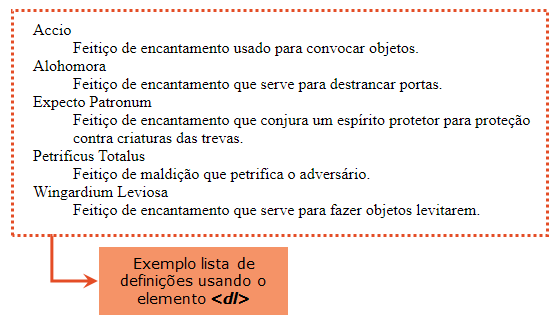 Accio
Feitiço de encantamento usado para convocar objetos.
Alohomora
Feitiço de encantamento que serve para destrancar portas.
Expecto Patronum
Feitiço de encantamento que conjura um espírito protetor para proteção
contra criaturas das trevas.
Petrificus Totalus
Feitiço de maldição que petrifica o adversário.
Wingardium Leviosa
Feitiço de encantamento que serve para fazer objetos levitarem.
Exemplo lista de
definições usando o
elemento <dl>